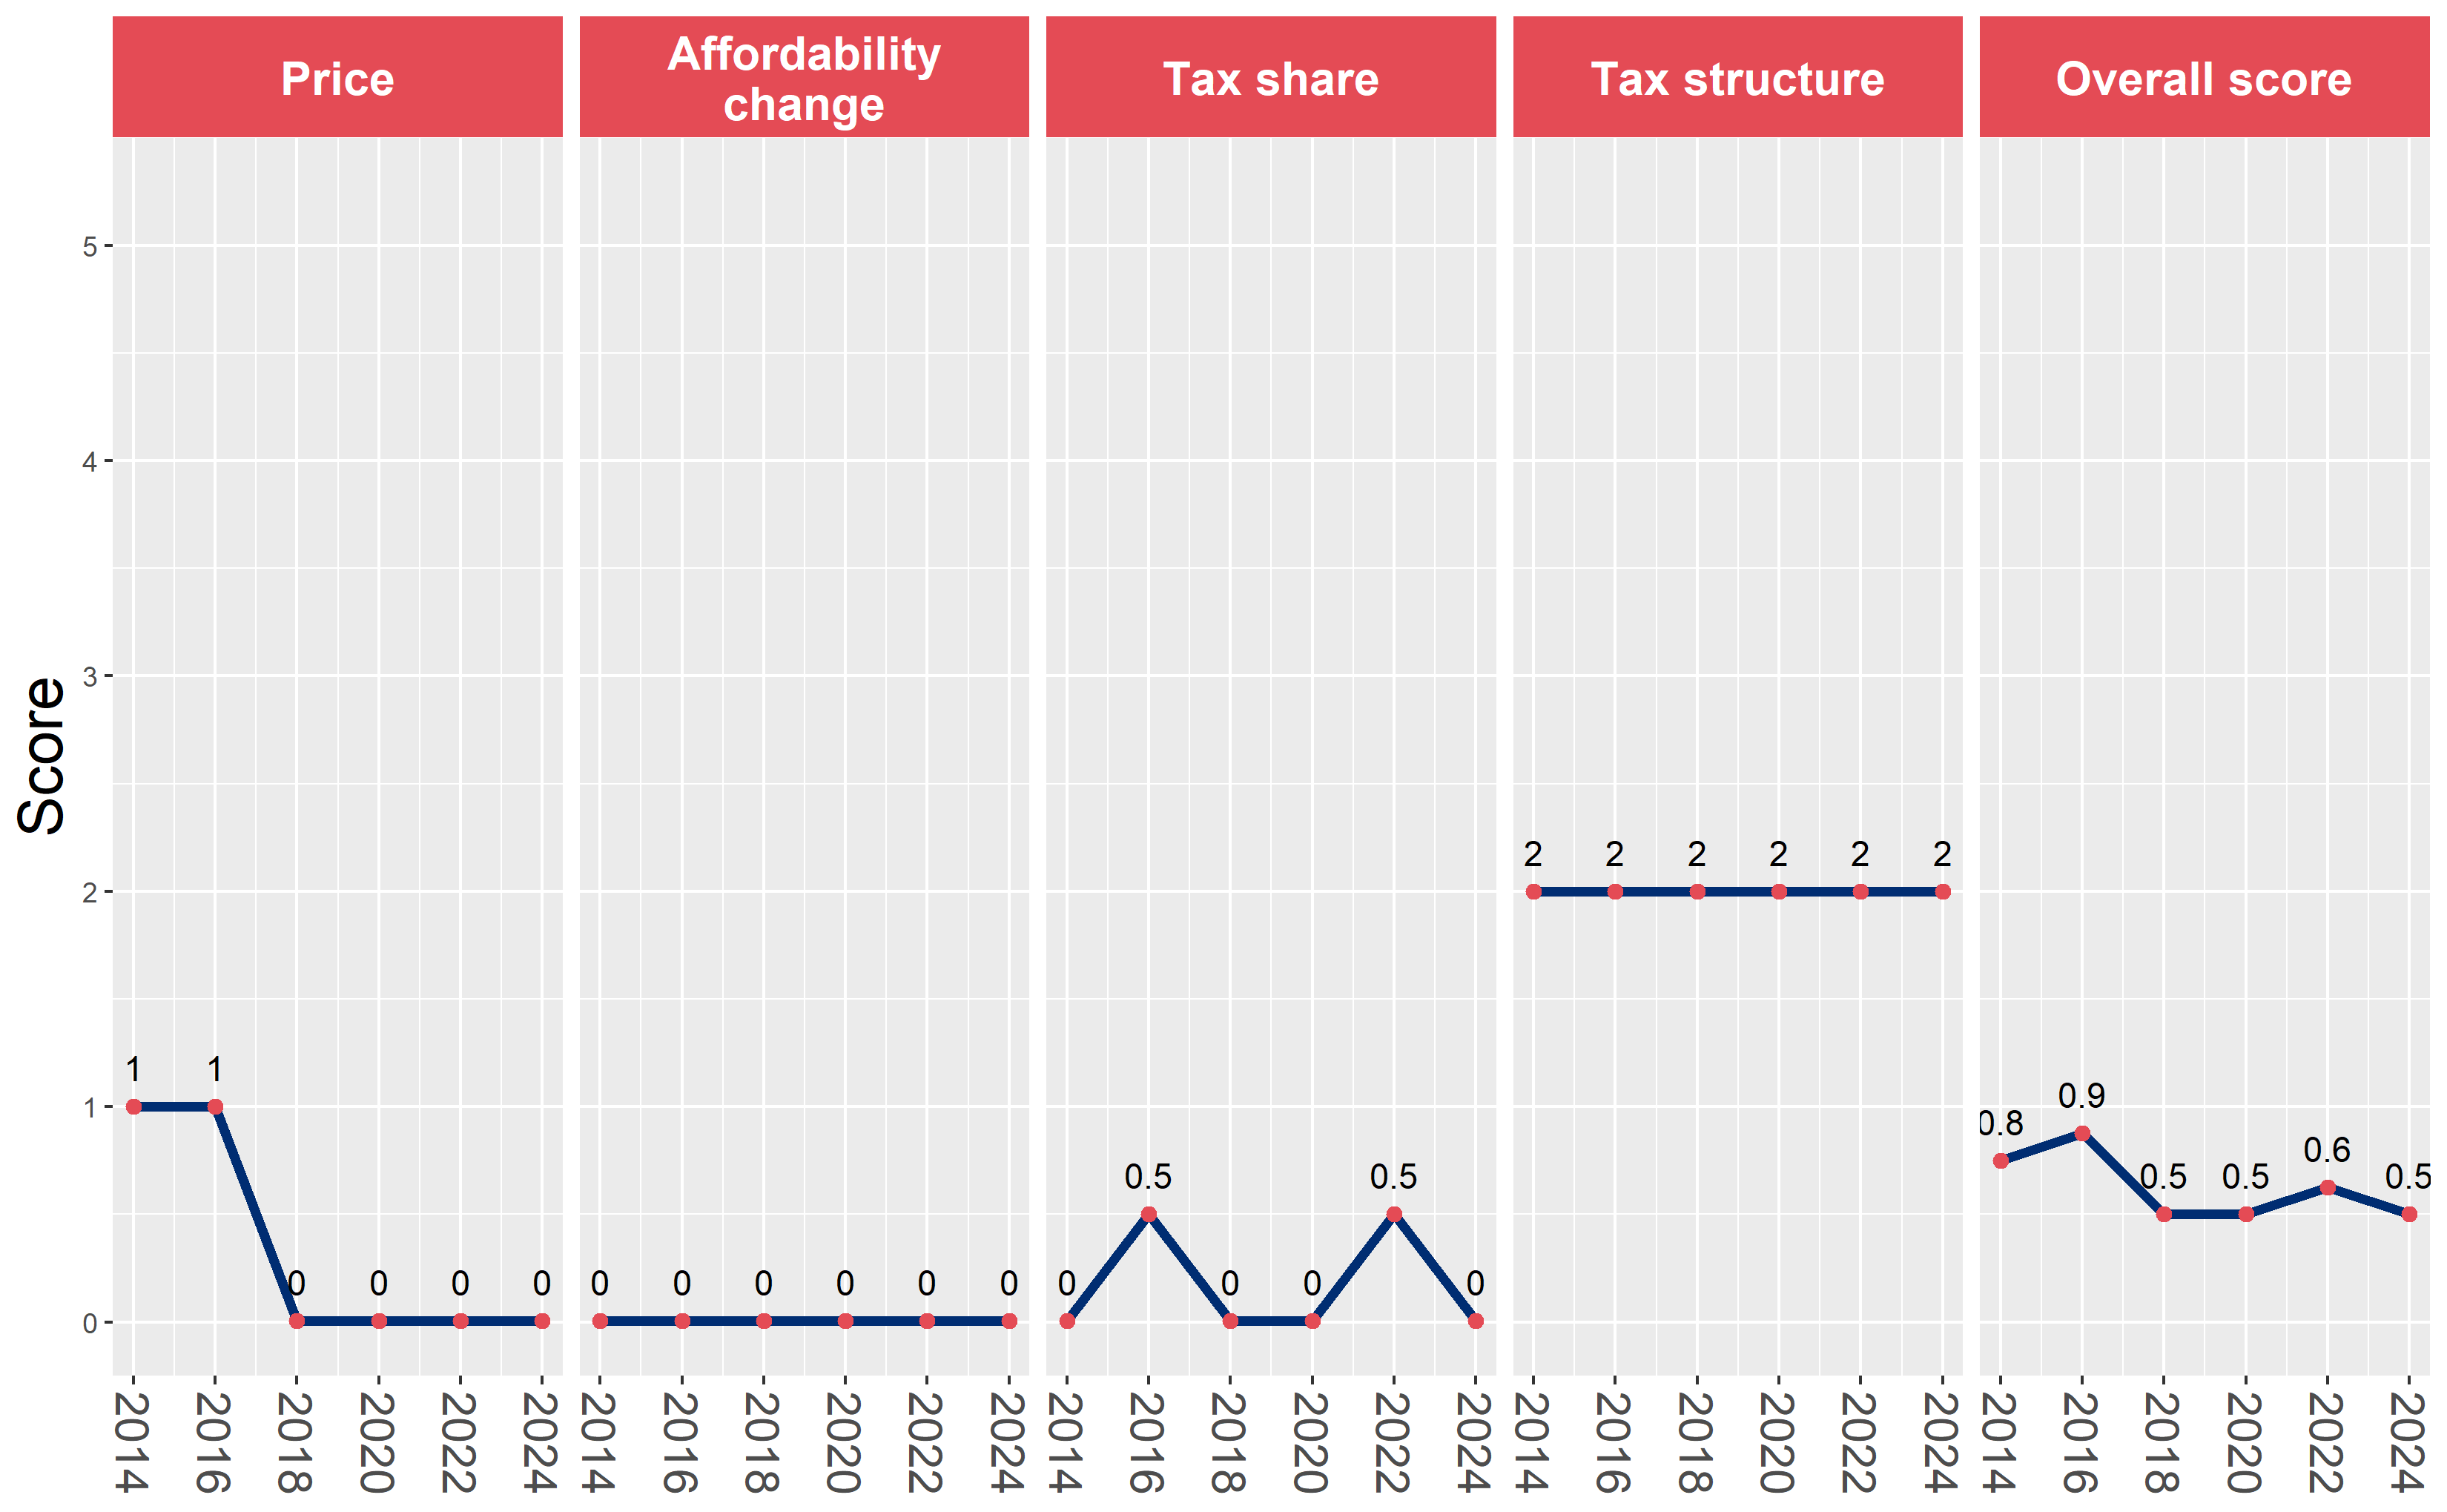 Price
Affordability
change
Tax share
Tax structure
Overall score
Score
5
4
3
2
1
0
1 1 0 0 0 0
0 0 0 0 0 0
0 0.5 0 0 0.5 0
2 2 2 2 2 2
0.8 0.9 0.5 0.5 0.6 0.5
2014 2016 2018 2020 2022 2024
2014 2016 2018 2020 2022 2024
2014 2016 2018 2020 2022 2024
2014 2016 2018 2020 2022 2024
2014 2016 2018 2020 2022 2024